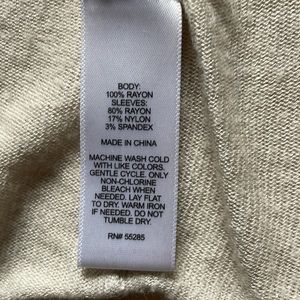 BODY:
100% RAYON
SLEEVES:
80% RAYON
17% NYLON
3% SPANDEX
MADE IN CHINA
MACHINE WASH COLD
WITH LIKE COLORS.
GENTLE CYCLE. ONLY
NON-CHLORINE
BLEACH WHEN
NEEDED. LAY FLAT
TO DRY. WARM IRON
IF NEEDED. DO NOT
TUMBLE DRY.
RN# 55285